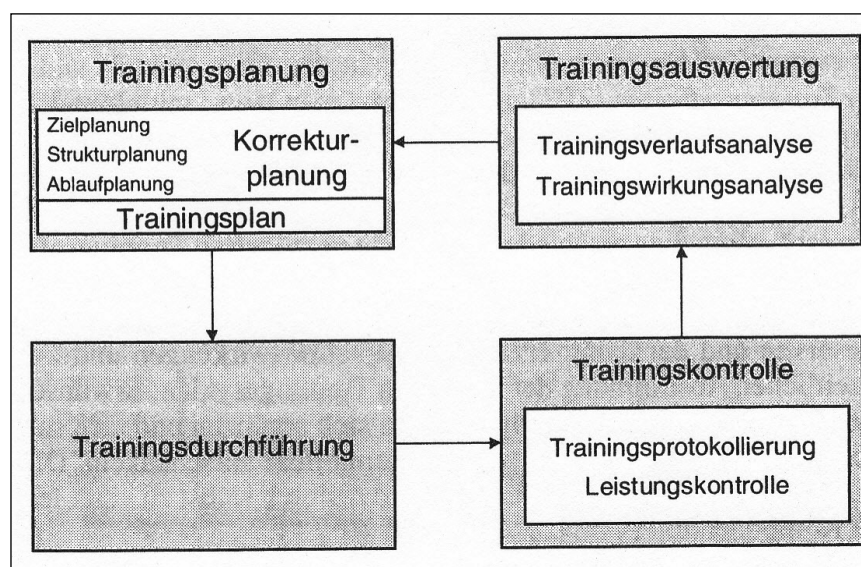 Trainingsplanung
Zielplanung
Strukturplanung
Ablaufplanung
Korrektur-
planung
Trainingsplan
Trainingsauswertung
Trainingsverlaufsanalyse
Trainingswirkungsanalyse
Trainingsdurchführung
Trainingskontrolle
Trainingsprotokollierung
Leistungskontrolle